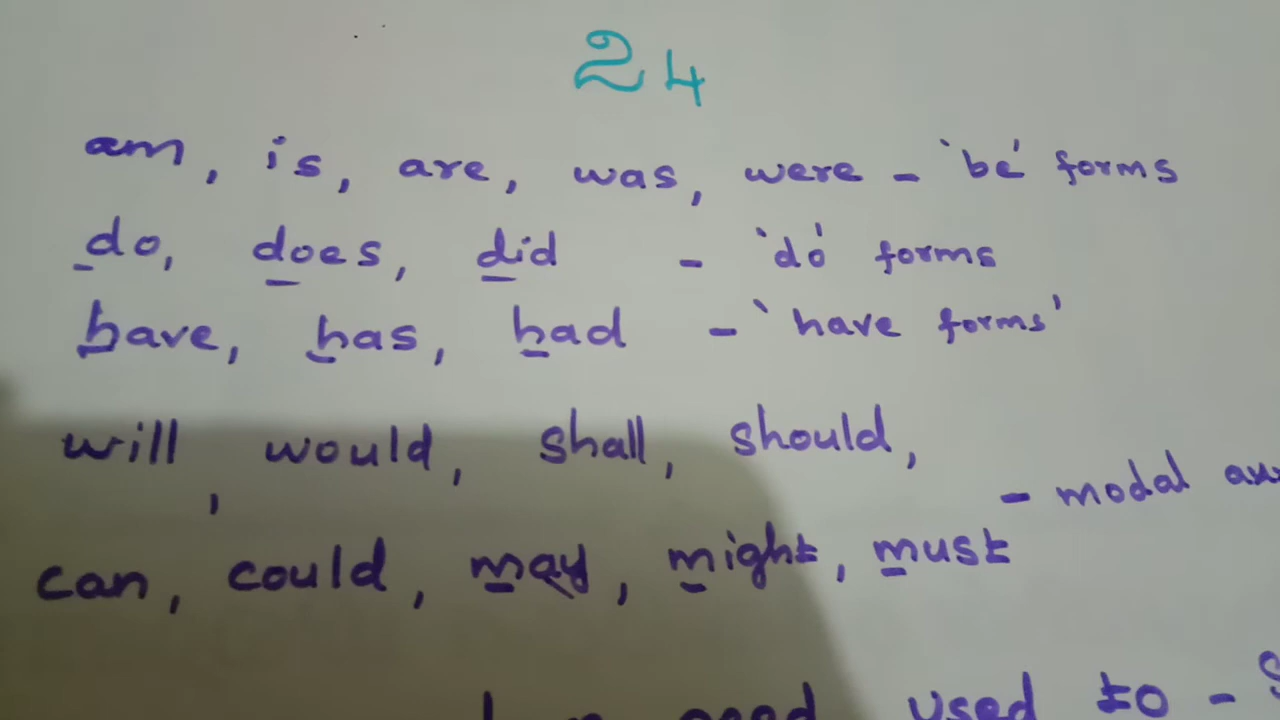 24
am, is, are, was, were - 'be' forms
do, does, did - 'do' forms
have, has, had - 'have forms'
will, would, shall, should,
- modal
can, could, may, might, must
used to -